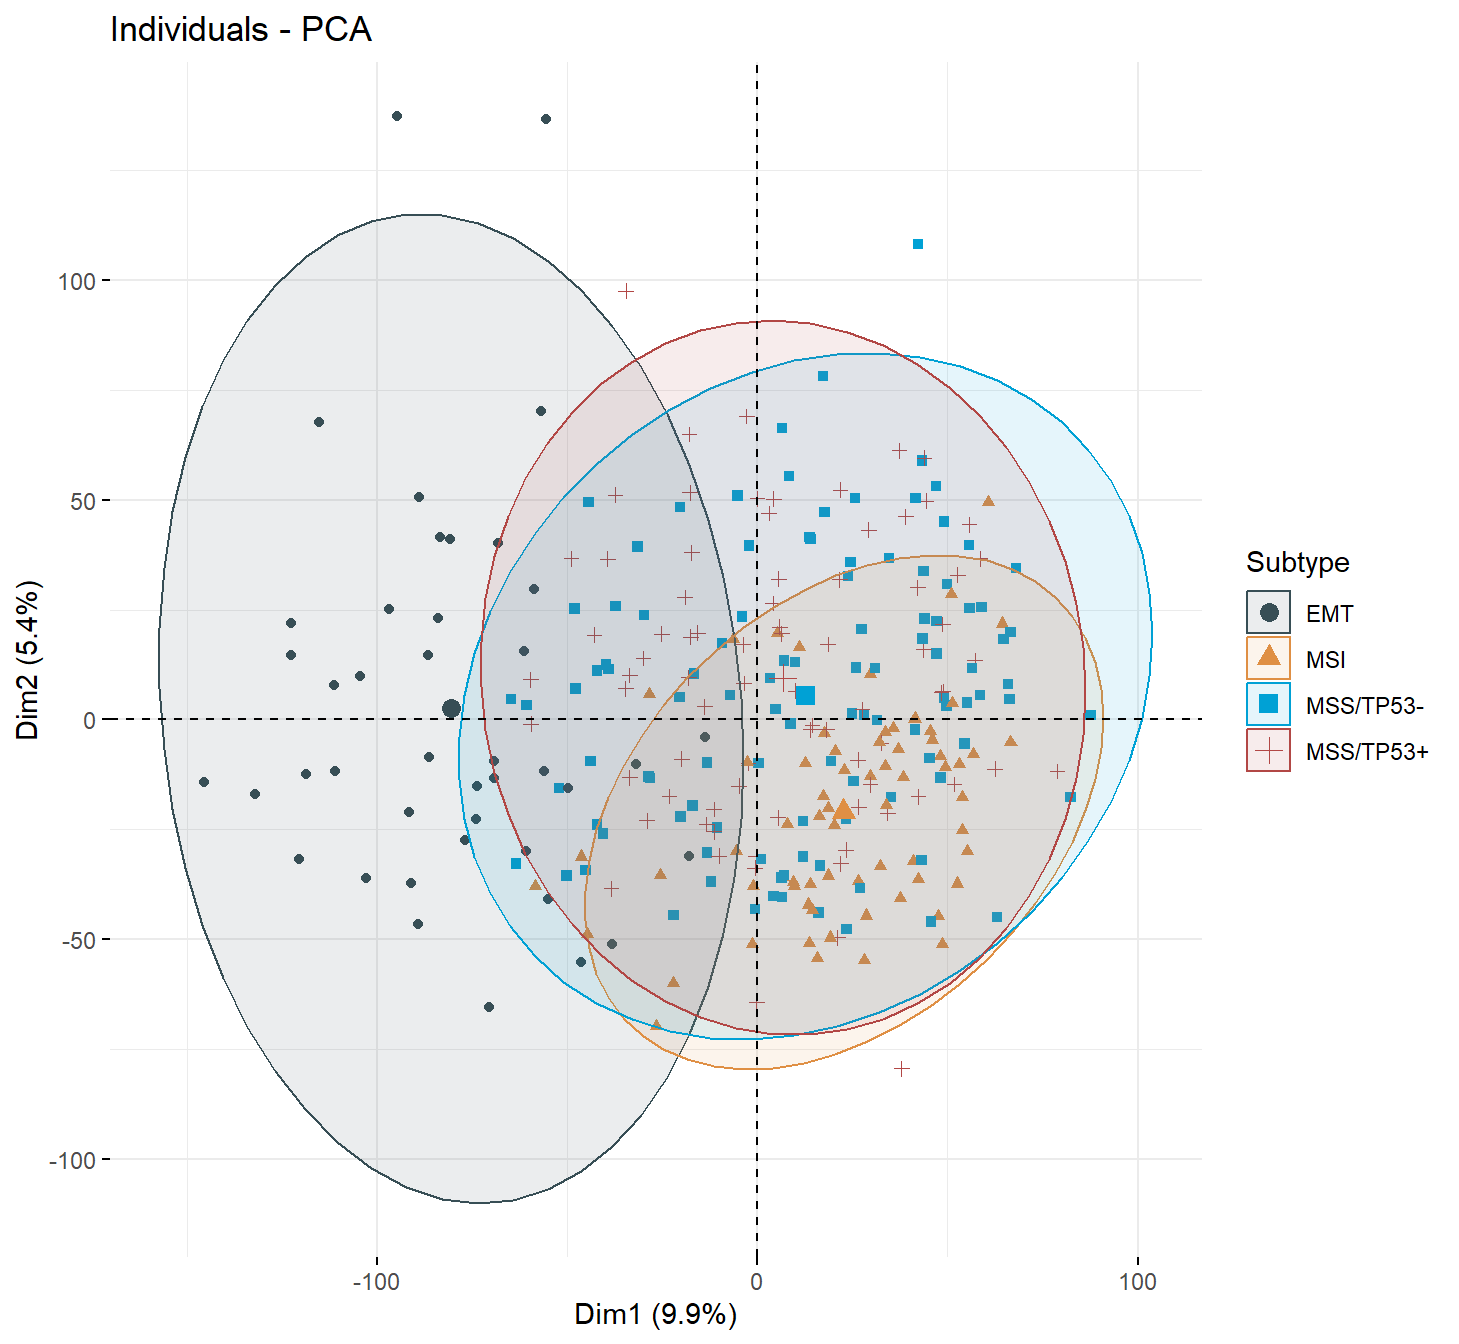 Individuals - PCA
100
50
0
-50
-100
Dim2 (5.4%)
-100
0
100
Dim1 (9.9%)
Subtype
EMT
MSI
MSS/TP53-
MSS/TP53+